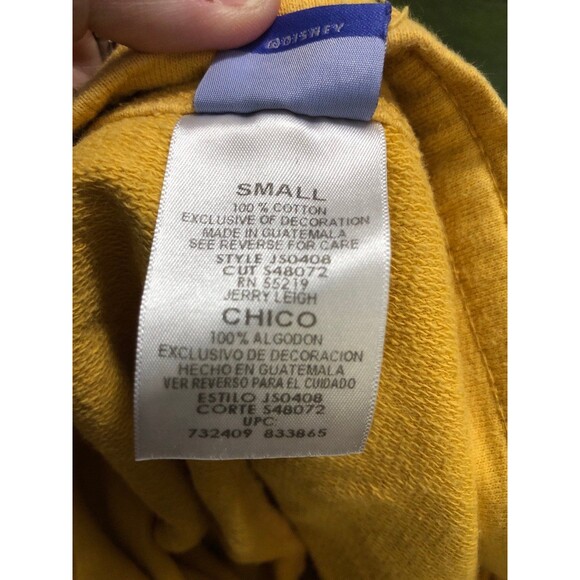 ©DISNEY
SMALL
100% COTTON
EXCLUSIVE OF DECORATION
MADE IN GUATEMALA
SEE REVERSE FOR CARE
STYLE JS0408
CUT S48072
RN 55219
JERRY LEIGH
CHICO
100% ALGODON
EXCLUSIVO DE DECORACION
HECHO EN GUATEMALA
VER REVERSO PARA EL CUIDADO
ESTILO JS0408
CORTE S48072
UPC:
732409 833865